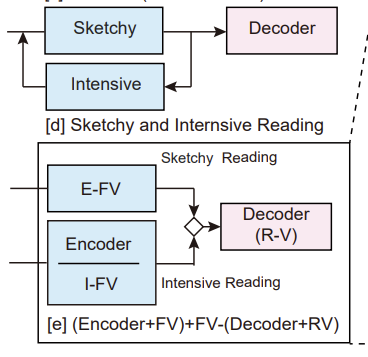 Sketchy
Decoder
Intensive
[d] Sketchy and Internsive Reading
Sketchy Reading
E-FV
Decoder
(R-V)
Encoder
I-FV
Intensive Reading
[e] (Encoder+FV)+FV-(Decoder+RV)